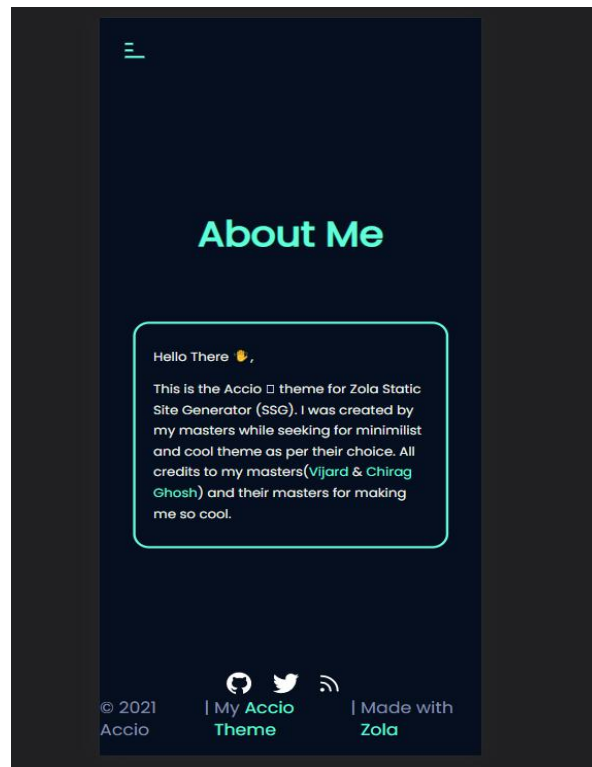 About Me
Hello There 🖐,
This is the Accio □ theme for Zola Static
Site Generator (SSG). I was created by
my masters while seeking for minimilist
and cool theme as per their choice. All
credits to my masters(Vijard & Chirag
Ghosh) and their masters for making
me so cool.
© 2021 | My Accio | Made with
Accio Theme Zola